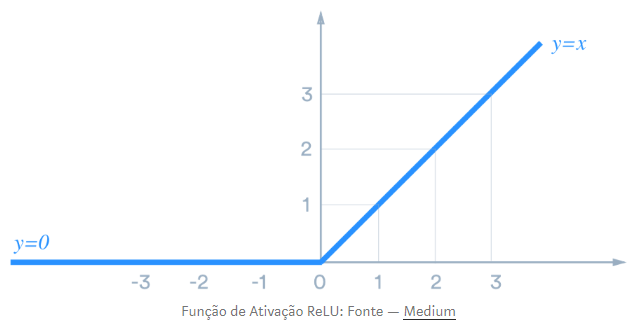 y=x
3
2
1
y=0
-3 -2 -1 0 1 2 3
Função de Ativação ReLU: Fonte — Medium